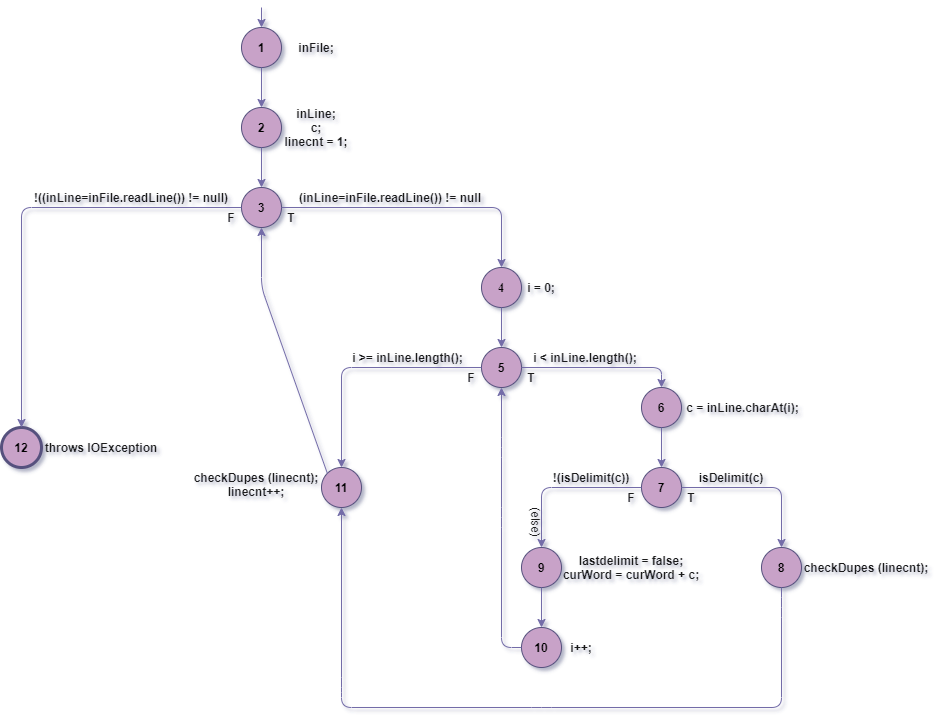 1
inFile;
2
inLine;
c;
linecnt = 1;
!((inLine=inFile.readLine()) != null)
3
(inLine=inFile.readLine() != null
F
T
4
i = 0;
i >= inLine.length();
5
i < inLine.length();
F
T
6
c = inLine.charAt(i);
12
throws IOException
checkDupes (linecnt);
linecnt++;
11
!(isDelimit(c))
7
isDelimit(c)
F
T
(else)
9
lastdelimit = false;
curWord = curWord + c;
8
checkDupes (linecnt);
10
i++;